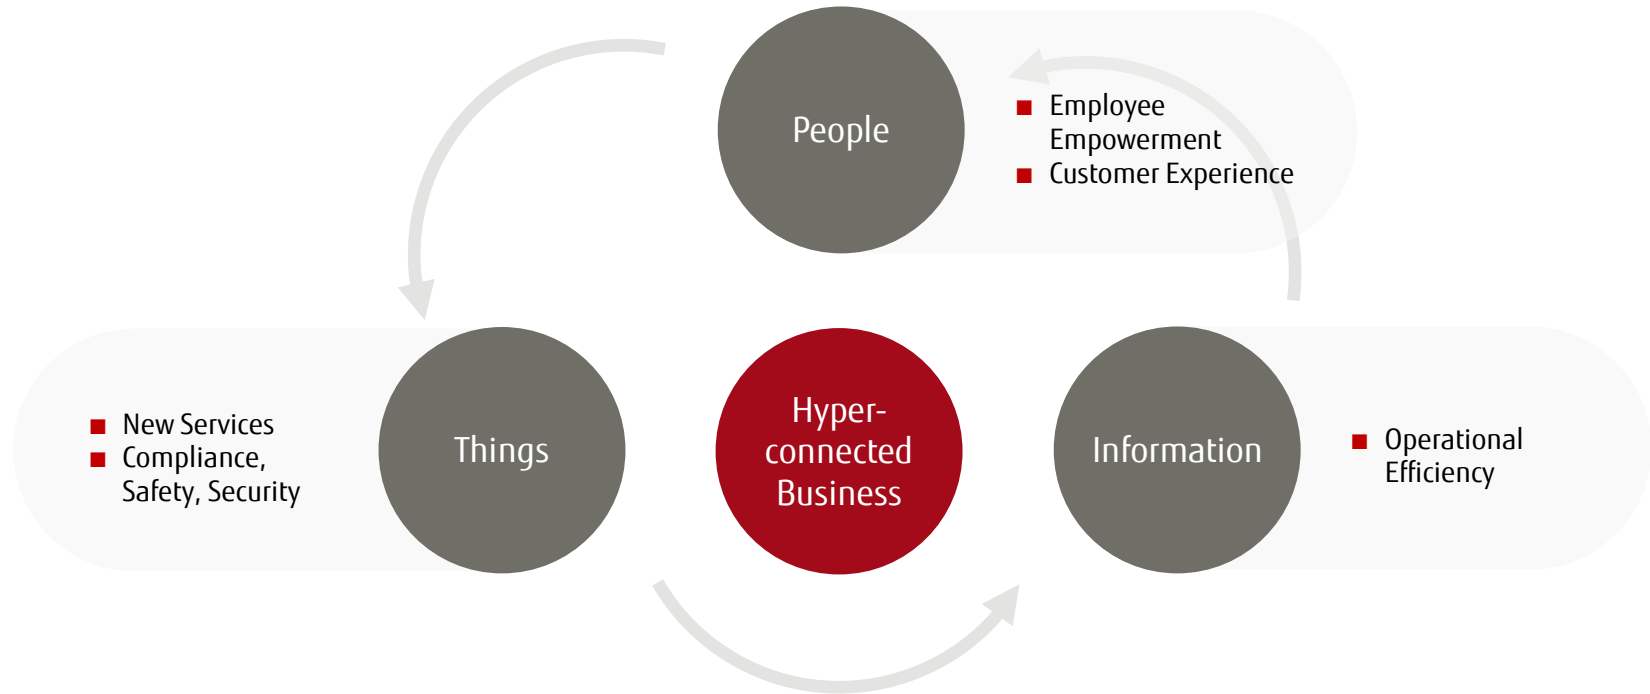 People
Employee
Empowerment
Customer Experience
New Services
Compliance,
Safety, Security
Things
Hyper-
connected
Business
Information
Operational
Efficiency